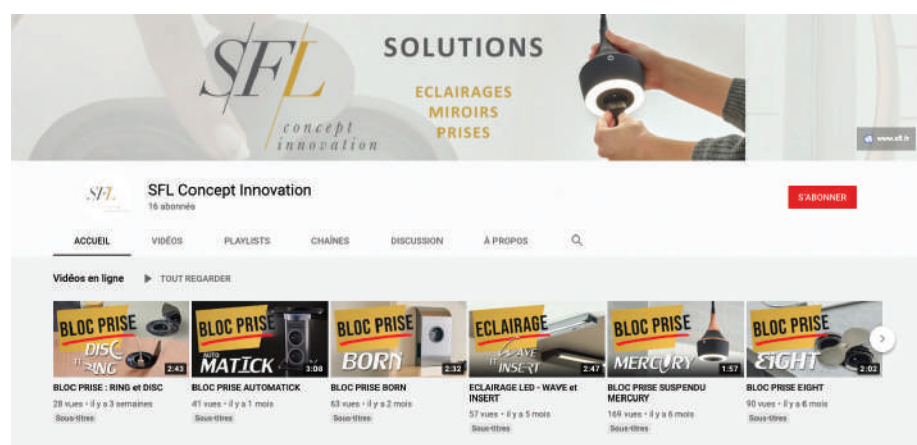 SFL
concept
innovation
SOLUTIONS
ECLAIRAGES
MIROIRS
PRISES
www.sfl.fr
SFL
SFL Concept Innovation
16 abonnés
S'ABONNER
ACCUEIL VIDÉOS PLAYLISTS CHAÎNES DISCUSSION À PROPOS
Vidéos en ligne TOUT REGARDER
BLOC PRISE
DISC
ET RING
2:43
BLOC PRISE : RING et DISC
28 vues • il y a 3 semaines
Sous-titres
BLOC PRISE
AUTO
MATICK
3:08
BLOC PRISE AUTOMATICK
41 vues • il y a 1 mois
Sous-titres
BLOC PRISE
BORN
2:32
BLOC PRISE BORN
63 vues • il y a 2 mois
Sous-titres
ECLAIRAGE
WAVE
ET INSERT
2:47
ECLAIRAGE LED - WAVE et
INSERT
57 vues • il y a 5 mois
Sous-titres
BLOC PRISE
MERCURY
1:57
BLOC PRISE SUSPENDU
MERCURY
169 vues • il y a 6 mois
Sous-titres
BLOC PRISE
EIGHT
2:02
BLOC PRISE EIGHT
90 vues • il y a 6 mois
Sous-titres